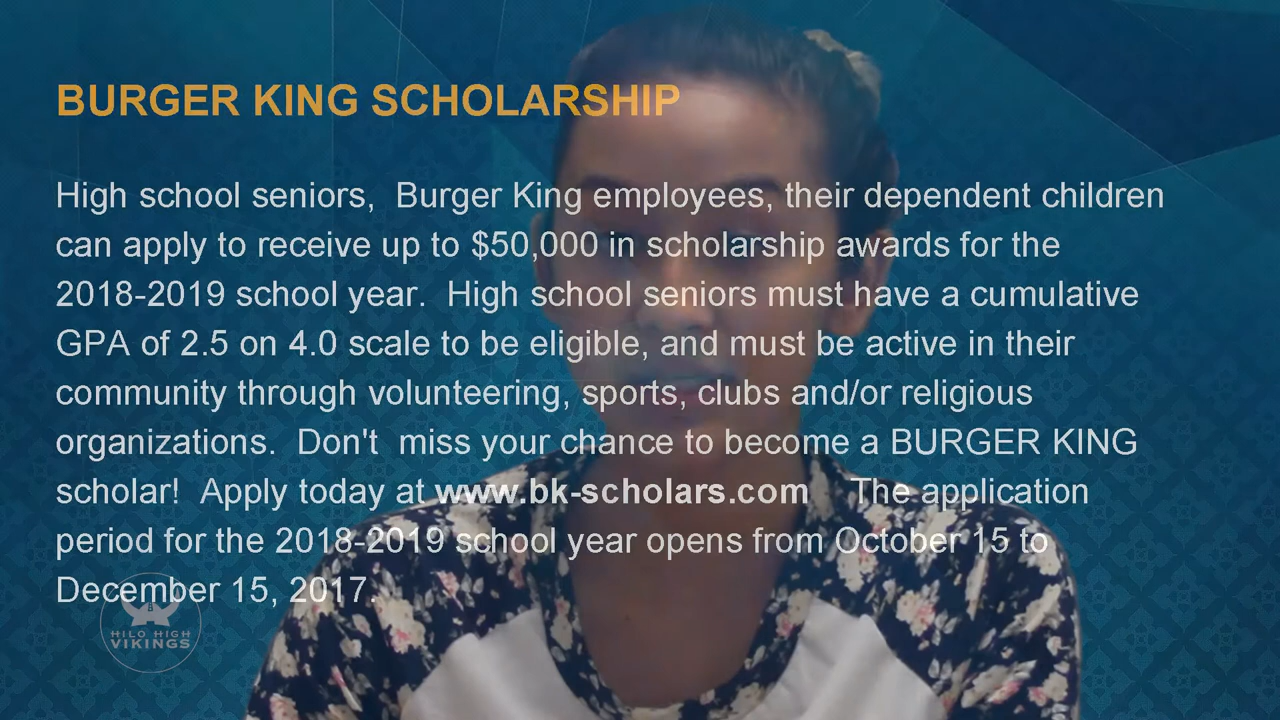 BURGER KING SCHOLARSHIP
High school seniors,  Burger King employees, their dependent children
can apply to receive up to $50,000 in scholarship awards for the
2018-2019 school year.  High school seniors must have a cumulative
GPA of 2.5 on 4.0 scale to be eligible, and must be active in their
community through volunteering, sports, clubs and/or religious
organizations.  Don't  miss your chance to become a BURGER KING
scholar!  Apply today at www.bk-scholars.com    The application
period for the 2018-2019 school year opens from October 15 to
December 15, 2017.
HILO HIGH
VIKINGS